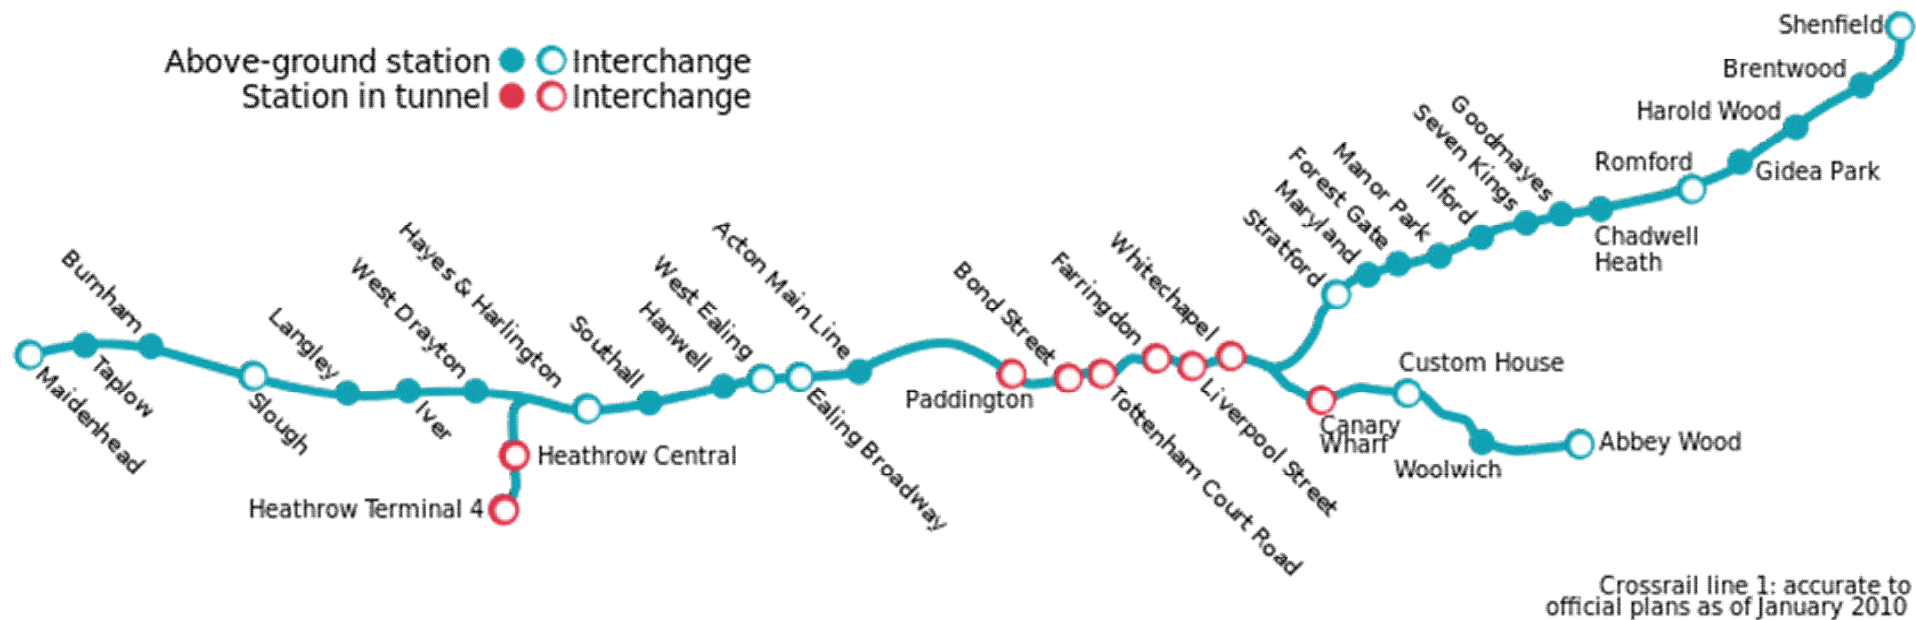 Above-ground station Interchange
Station in tunnel Interchange
Maidenhead
Taplow
Burnham
Slough
Langley
Iver
West Drayton
Heathrow Central
Heathrow Terminal 4
Hayes & Harlington
Southall
Hanwell
West Ealing
Ealing Broadway
Acton Main Line
Paddington
Bond Street
Tottenham Court Road
Farringdon
Liverpool Street
Whitechapel
Stratford
Maryland
Forest Gate
Manor Park
Ilford
Seven Kings
Goodmayes
Chadwell
Heath
Romford
Gidea Park
Harold Wood
Brentwood
Shenfield
Canary
Wharf
Custom House
Woolwich
Abbey Wood
Crossrail line 1: accurate to
official plans as of January 2010